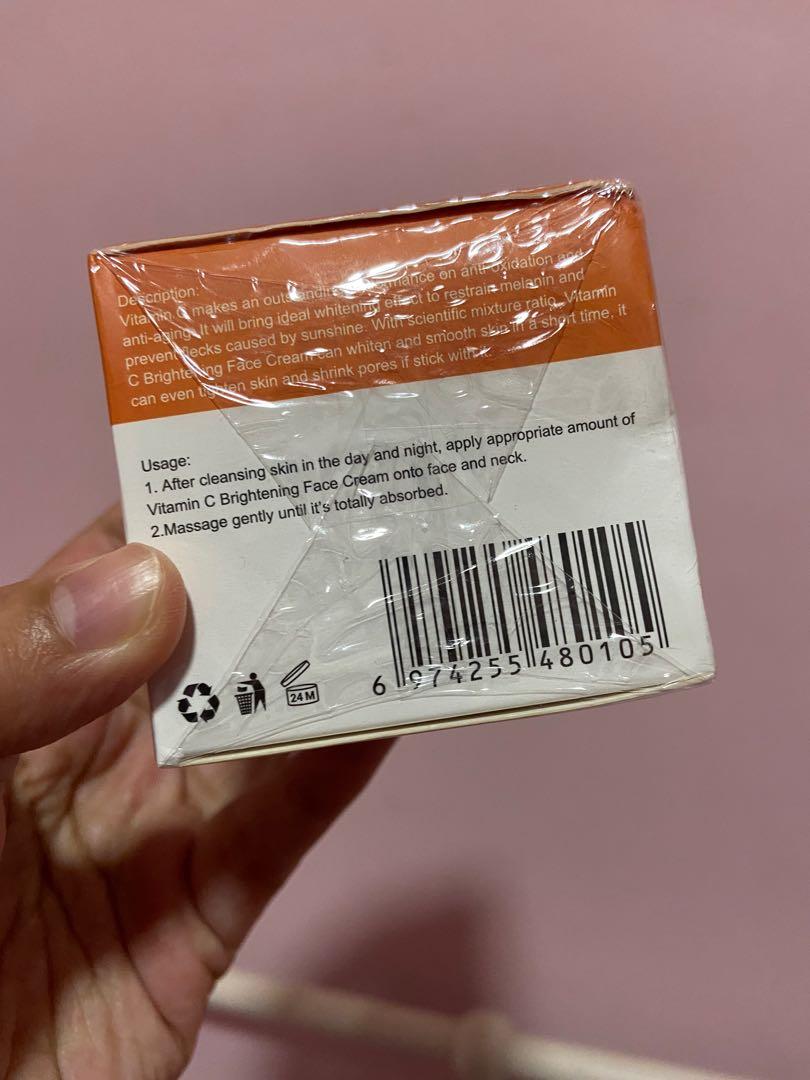 Description:
Vitamin C makes an outstanding performance on anti-oxidation and
anti-aging. It will bring ideal whitening effect to restrain melanin and
prevent flecks caused by sunshine. With scientific mixture ratio, Vitamin
C Brightening Face Cream can whiten and smooth skin in a short time, it
can even tighten skin and shrink pores if stick with
Usage:
1. After cleansing skin in the day and night, apply appropriate amount of
Vitamin C Brightening Face Cream onto face and neck.
2.Massage gently until it's totally absorbed.
24 M
6 974255 480105